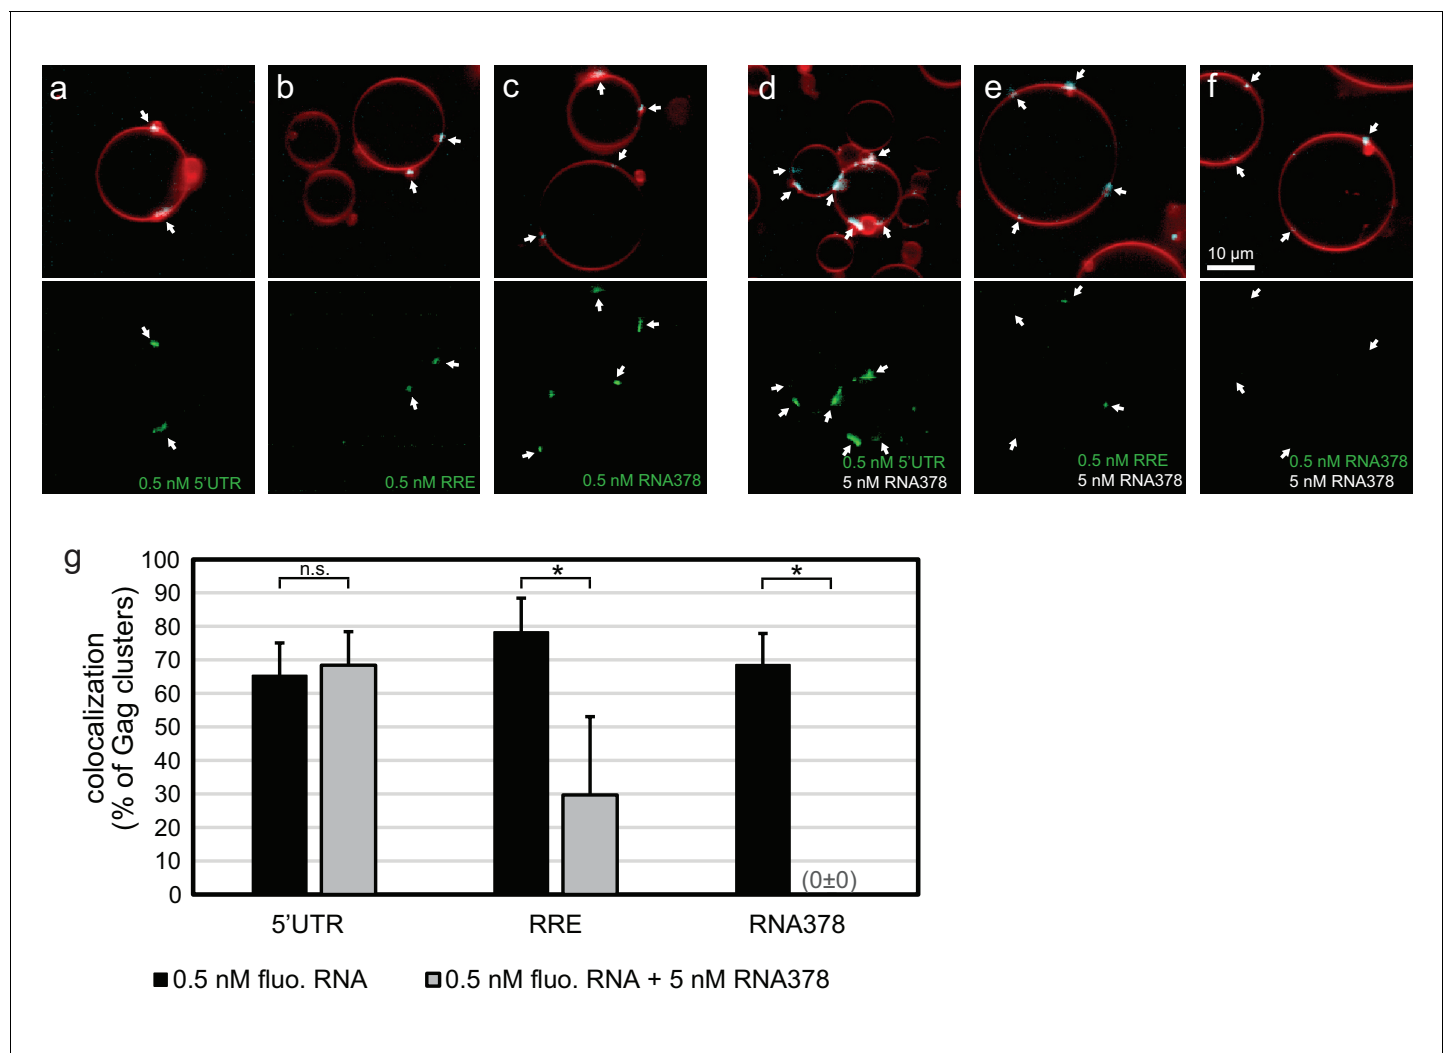 a
b
c
d
e
f
10 µm
0.5 nM 5'UTR
0.5 nM RRE
0.5 nM RNA378
0.5 nM 5'UTR
5 nM RNA378
0.5 nM RRE
5 nM RNA378
0.5 nM RNA378
5 nM RNA378
g
colocalization
(% of Gag clusters)
100
90
80
70
60
50
40
30
20
10
0
n.s.
*
*
(0±0)
5'UTR
RRE
RNA378
0.5 nM fluo. RNA
0.5 nM fluo. RNA + 5 nM RNA378